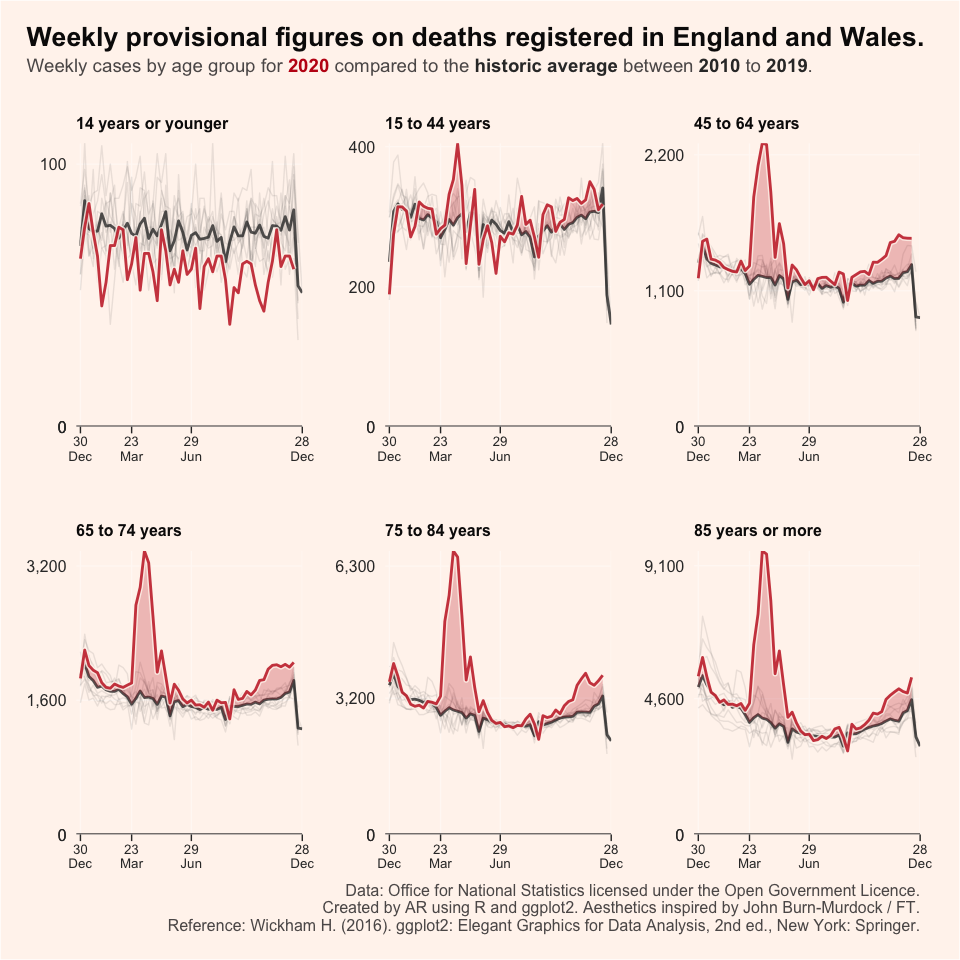 Weekly provisional figures on deaths registered in England and Wales.
Weekly cases by age group for 2020 compared to the historic average between 2010 to 2019.
14 years or younger
100
0
30 Dec
23 Mar
29 Jun
28 Dec
15 to 44 years
400
200
0
30 Dec
23 Mar
29 Jun
28 Dec
45 to 64 years
2,200
1,100
0
30 Dec
23 Mar
29 Jun
28 Dec
65 to 74 years
3,200
1,600
0
30 Dec
23 Mar
29 Jun
28 Dec
75 to 84 years
6,300
3,200
0
30 Dec
23 Mar
29 Jun
28 Dec
85 years or more
9,100
4,600
0
30 Dec
23 Mar
29 Jun
28 Dec
Data: Office for National Statistics licensed under the Open Government Licence.
Created by AR using R and ggplot2. Aesthetics inspired by John Burn-Murdock / FT.
Reference: Wickham H. (2016). ggplot2: Elegant Graphics for Data Analysis, 2nd ed., New York: Springer.